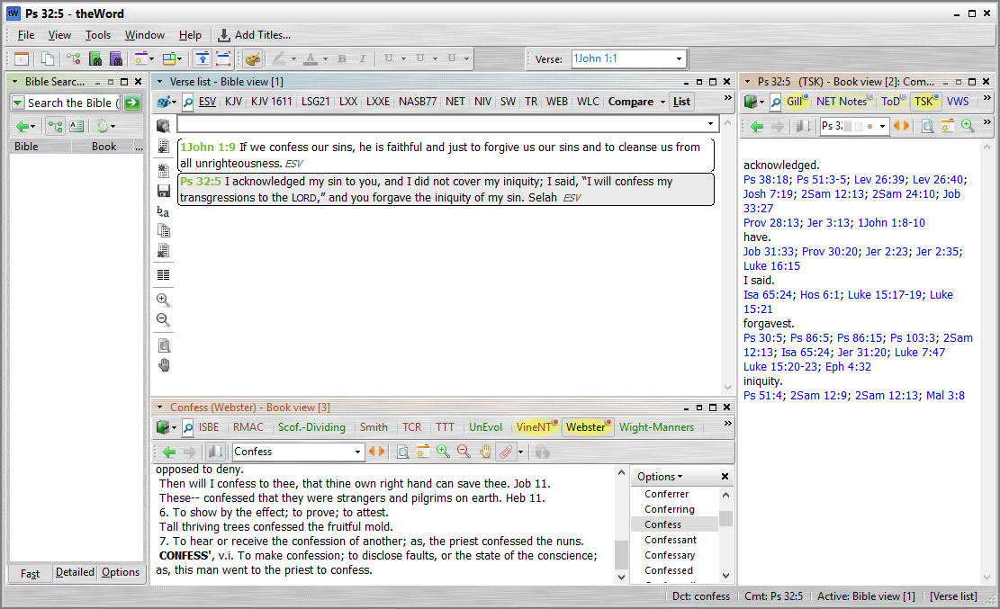 tW Ps 32:5 - theWord
File View Tools Window Help Add Titles...
A B I U U U Verse: 1John 1:1
Bible Searc...
Search the Bible (
Bible Book ...
Fast Detailed Options
Verse list - Bible view [1]
ESV KJV KJV 1611 LSG21 LXX LXXE NASB77 NET NIV SW TR WEB WLC Compare List »
1John 1:9 If we confess our sins, he is faithful and just to forgive us our sins and to cleanse us from
all unrighteousness. ESV
Ps 32:5 I acknowledged my sin to you, and I did not cover my iniquity; I said, “I will confess my
transgressions to the LORD,” and you forgave the iniquity of my sin. Selah ESV
b,a
Confess (Webster) - Book view [3]
ISBE RMAC Scof.-Dividing Smith TCR TTT UnEvol VineNT Webster Wight-Manners »
Confess
opposed to deny.
Then will I confess to thee, that thine own right hand can save thee. Job 11.
These-- confessed that they were strangers and pilgrims on earth. Heb 11.
6. To show by the effect; to prove; to attest.
Tall thriving trees confessed the fruitful mold.
7. To hear or receive the confession of another; as, the priest confessed the nuns.
CONFESS', v.i. To make confession; to disclose faults, or the state of the conscience;
as, this man went to the priest to confess.
Options
Conferrer
Conferring
Confess
Confessant
Confessary
Confessed
Ps 32:5 (TSK) - Book view [2]: Com...
Gill NET Notes ToD TSK VWS »
Ps 32 »
acknowledged.
Ps 38:18; Ps 51:3-5; Lev 26:39; Lev 26:40;
Josh 7:19; 2Sam 12:13; 2Sam 24:10; Job
33:27
Prov 28:13; Jer 3:13; 1John 1:8-10
have.
Job 31:33; Prov 30:20; Jer 2:23; Jer 2:35;
Luke 16:15
I said.
Isa 65:24; Hos 6:1; Luke 15:17-19; Luke
15:21
forgavest.
Ps 30:5; Ps 86:5; Ps 86:15; Ps 103:3; 2Sam
12:13; Isa 65:24; Jer 31:20; Luke 7:47
Luke 15:20-23; Eph 4:32
iniquity.
Ps 51:4; 2Sam 12:9; 2Sam 12:13; Mal 3:8
Dct: confess Cmt: Ps 32:5 Active: Bible view [1] [Verse list]